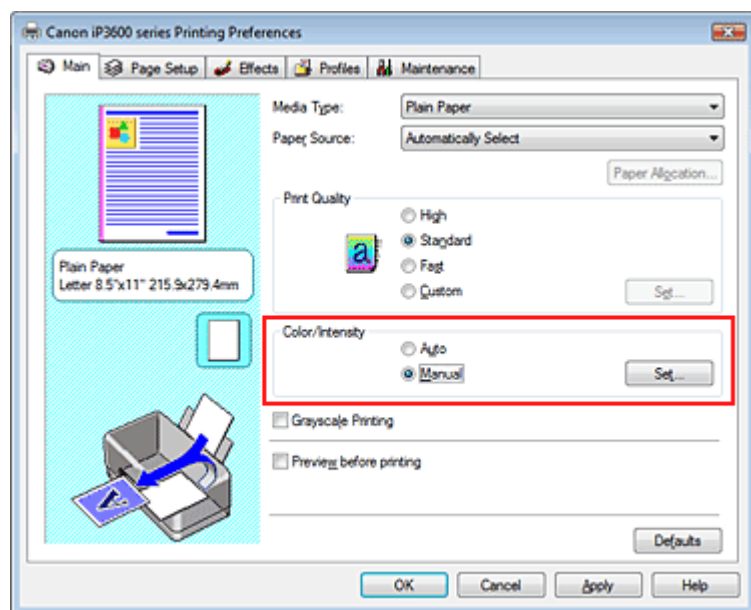 Canon iP3600 series Printing Preferences
Main Page Setup Effects Profiles Maintenance
Media Type: Plain Paper
Paper Source: Automatically Select
Paper Allocation...
Print Quality
High
a Standard
Fast
Custom Set...
Plain Paper
Letter 8.5"x11" 215.9x279.4mm
Color/Intensity
Auto
Manual Set...
Grayscale Printing
Preview before printing
A
Defaults
OK Cancel Apply Help